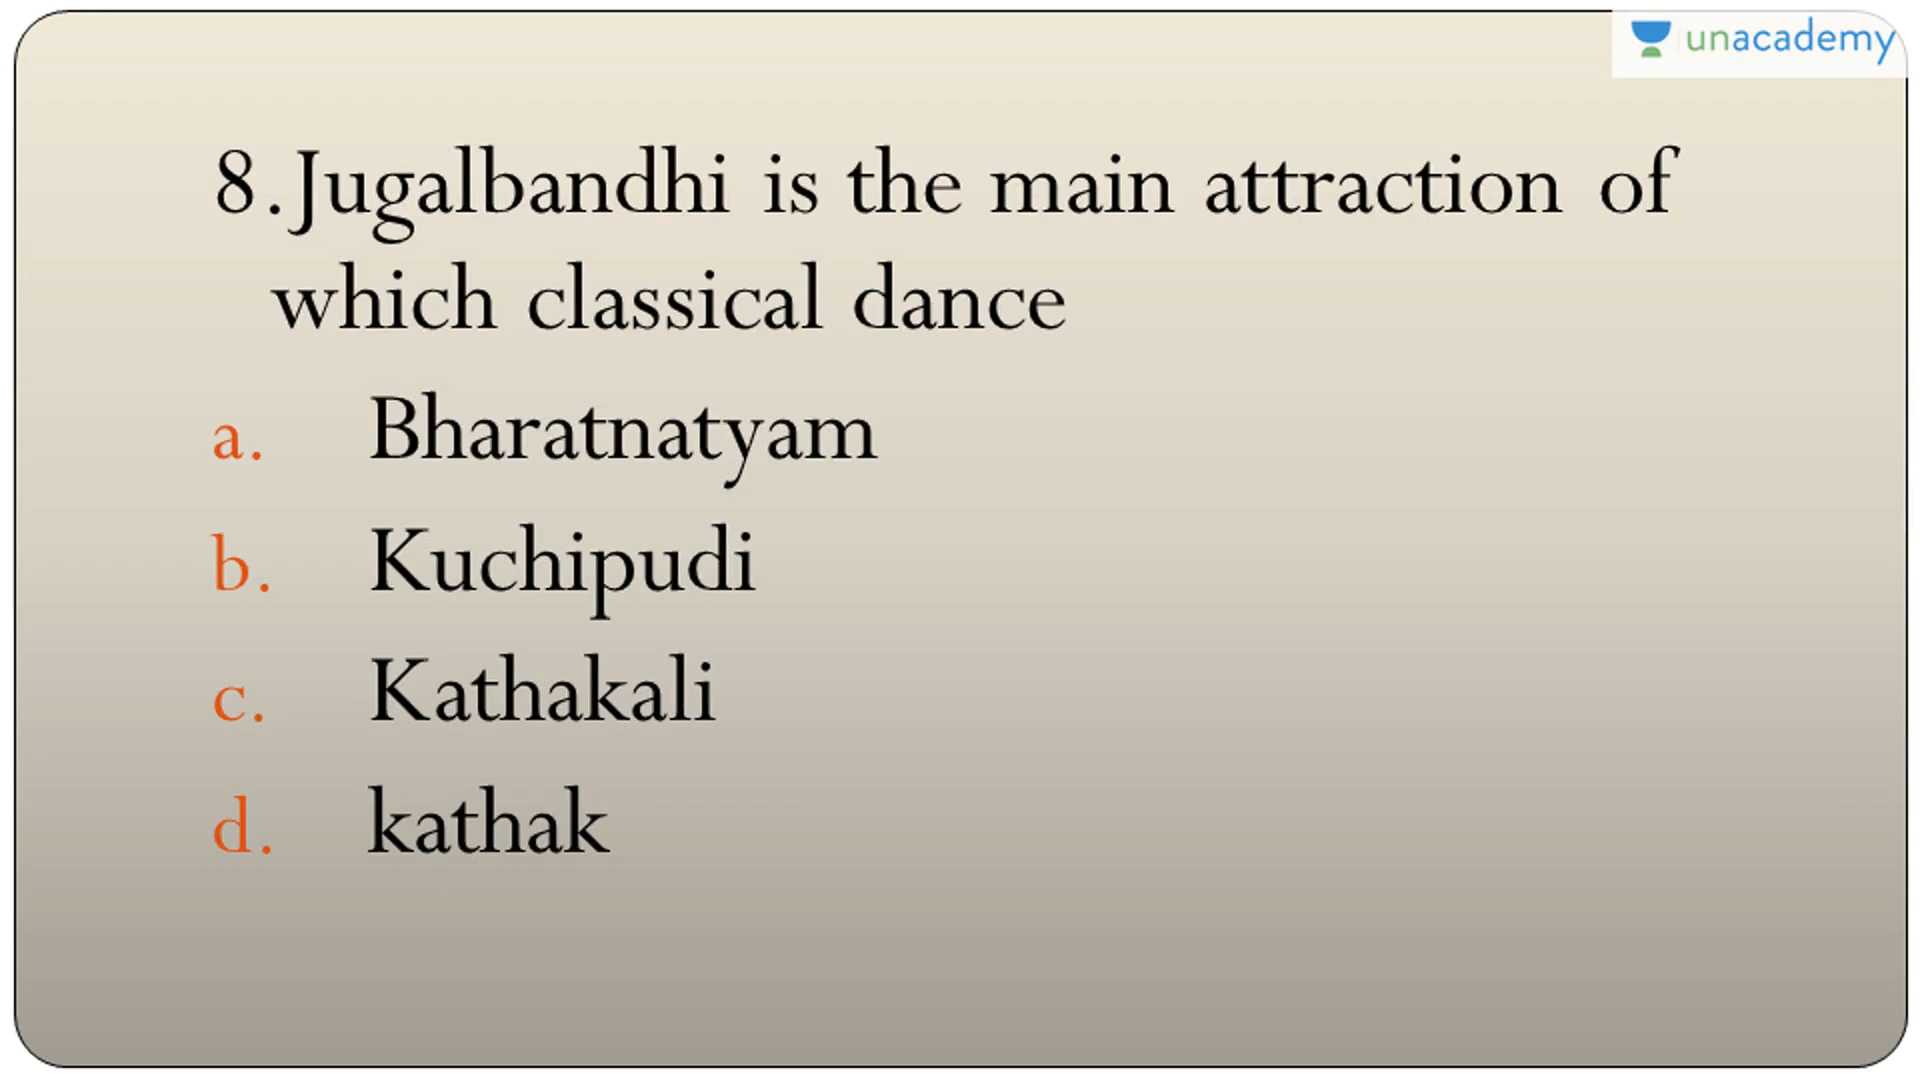 unacademy
8.Jugalbandhi is the main attraction of
which classical dance
a. Bharatnatyam
b. Kuchipudi
c. Kathakali
d. kathak